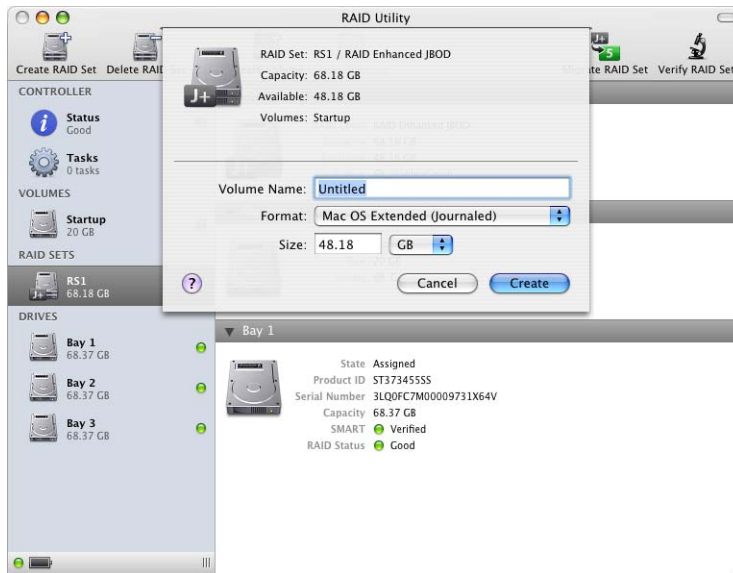 RAID Utility
Create RAID Set Delete RAI
ate RAID Set Verify RAID Set
RAID Set: RS1 / RAID Enhanced JBOD
Capacity: 68.18 GB
Available: 48.18 GB
Volumes: Startup
J+
J+
5
Volume Name: Untitled
Format: Mac OS Extended (Journaled)
Size: 48.18 GB
? Cancel Create
CONTROLLER
Status
Good
Tasks
0 tasks
VOLUMES
Startup
20 GB
RAID SETS
J+
RS1
68.18 GB
DRIVES
Bay 1
68.37 GB
Bay 2
68.37 GB
Bay 3
68.37 GB
Bay 1
State Assigned
Product ID ST373455SS
Serial Number 3LQ0FC7M00009731X64V
Capacity 68.37 GB
SMART Verified
RAID Status Good